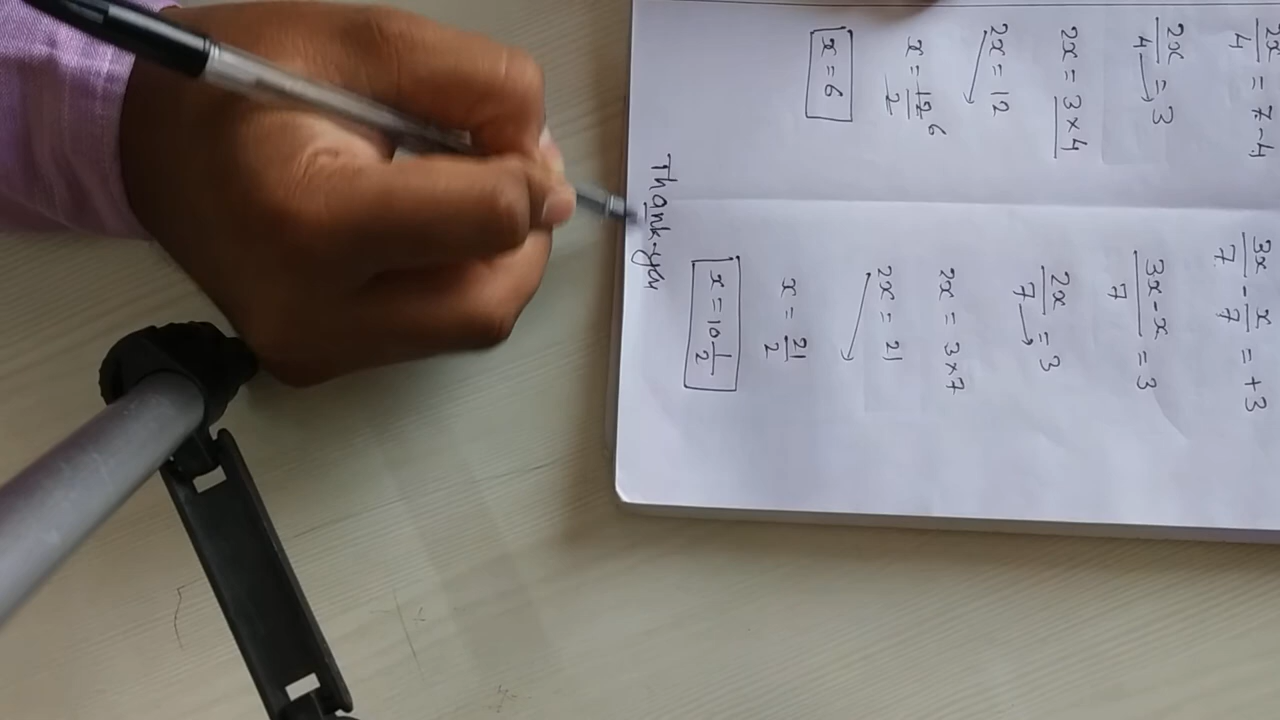 2x/4 = 7-4
2x/4 = 3
2x = 3×4
2x = 12
x = 12/2 6
x = 6
3x/7 - x/7 = +3
3x-x/7 = 3
2x/7 = 3
2x = 3×7
2x = 21
x = 21/2
x = 10 1/2
Thank-you